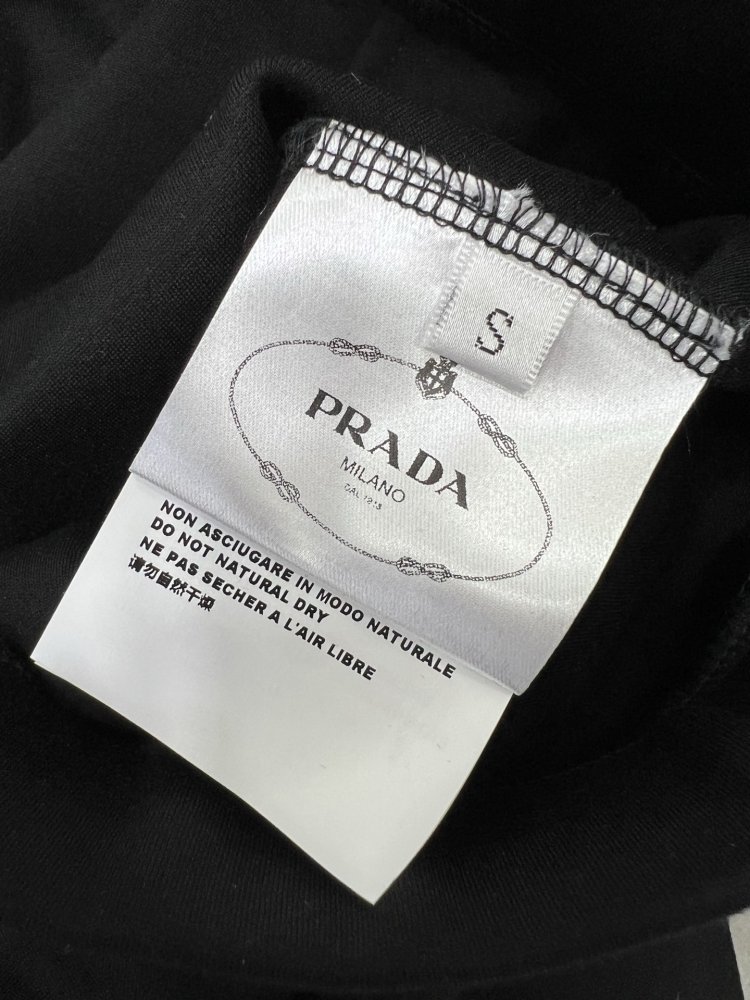 S
PRADA
MILANO
DAL 1913
NON ASCIUGARE IN MODO NATURALE
DO NOT NATURAL DRY
NE PAS SECHER A L'AIR LIBRE
请勿自然干燥